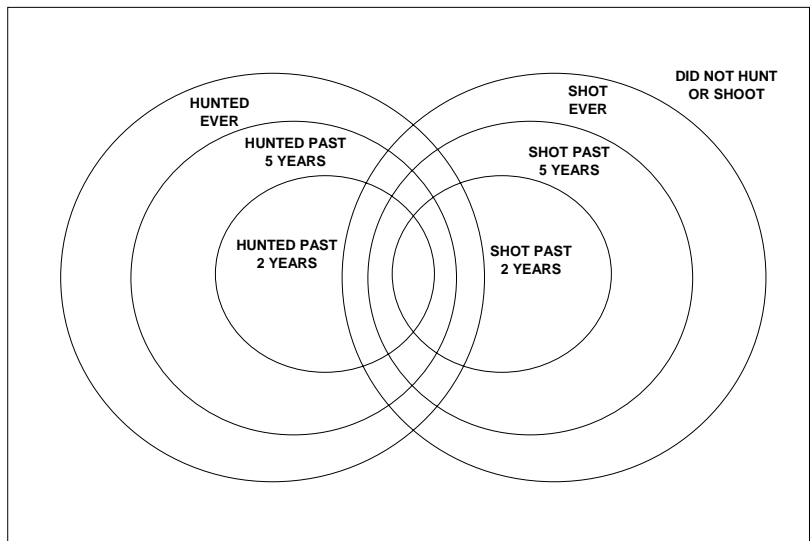 HUNTED
EVER
HUNTED PAST
5 YEARS
HUNTED PAST
2 YEARS
SHOT
EVER
SHOT PAST
5 YEARS
SHOT PAST
2 YEARS
DID NOT HUNT
OR SHOOT